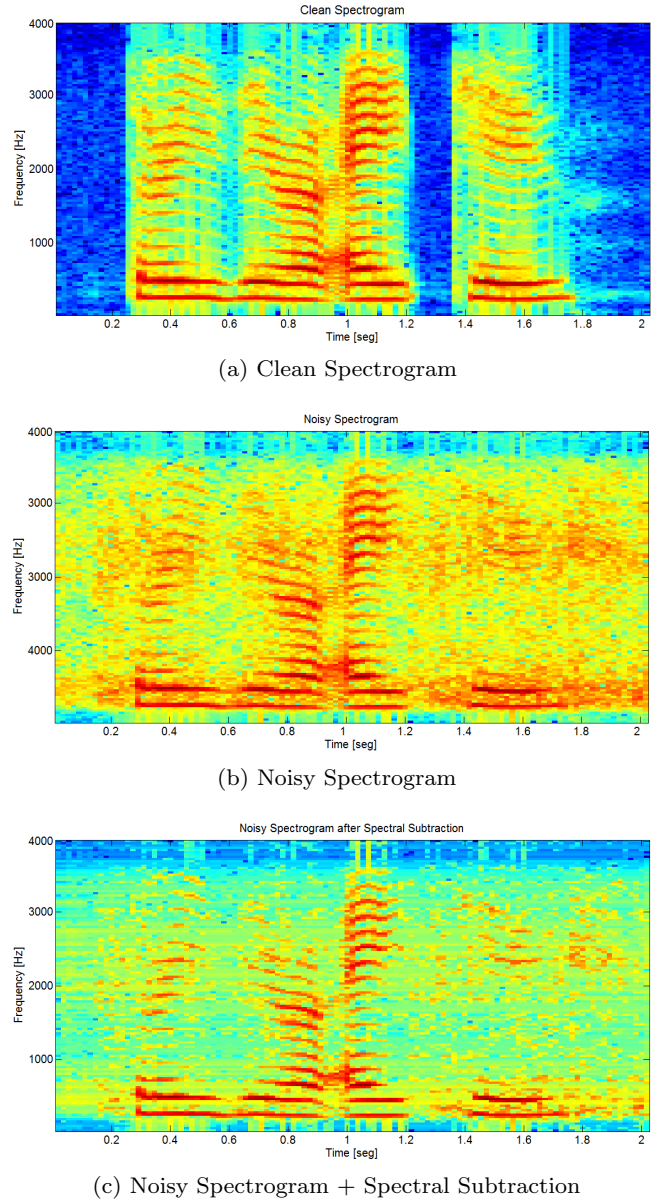 Clean Spectrogram
4000
3000
2000
1000
Frequency [Hz]
0.2 0.4 0.6 0.8 1 1.2 1.4 1.6 1.8 2
Time [seg]
(a) Clean Spectrogram
Noisy Spectrogram
4000
3000
3000
4000
Frequency [Hz]
0.2 0.4 0.6 0.8 1 1.2 1.4 1.6 1.8 2
Time [seg]
(b) Noisy Spectrogram
Noisy Spectrogram after Spectral Subtraction
4000
3000
2000
1000
Frequency [Hz]
0.2 0.4 0.6 0.8 1 1.2 1.4 1.6 1.8 2
Time [seg]
(c) Noisy Spectrogram + Spectral Subtraction